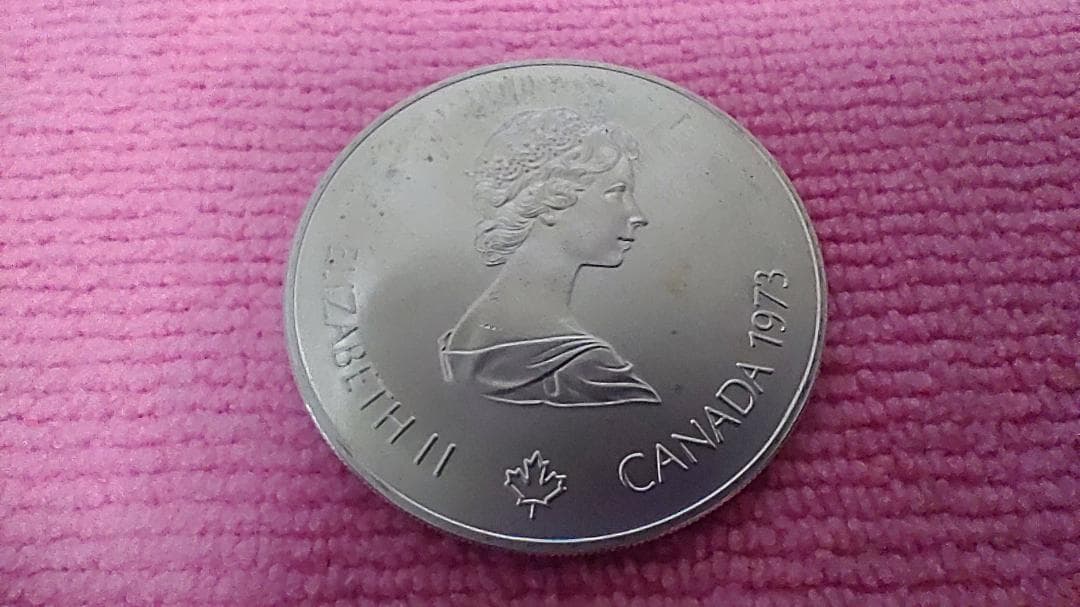 ELIZABETH II
CANADA 1973